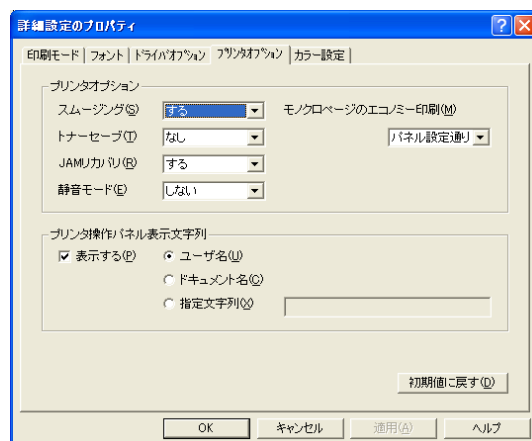 詳細設定のプロパティ
印刷モード フォント ドライバオプション プリンタオプション カラー設定
プリンタオプション
スムージング(S) する モノクロページのエコノミー印刷(M)
トナーセーブ(T) なし パネル設定通り
JAMリカバリ(R) する
静音モード(E) しない
プリンタ操作パネル表示文字列
表示する(P) ユーザ名(U)
ドキュメント名(C)
指定文字列(X)
初期値に戻す(D)
OK キャンセル 適用(A) ヘルプ